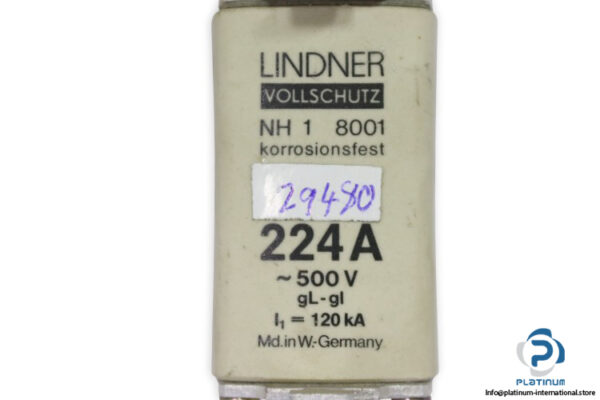 LINDNER
VOLLSCHUTZ
NH 1 8001
korrosionsfest
29480
224 A
~ 500 V
gL-gI
I₁ = 120 kA
Md.in W.-Germany
PLATINUM
Info@platinum-international.store